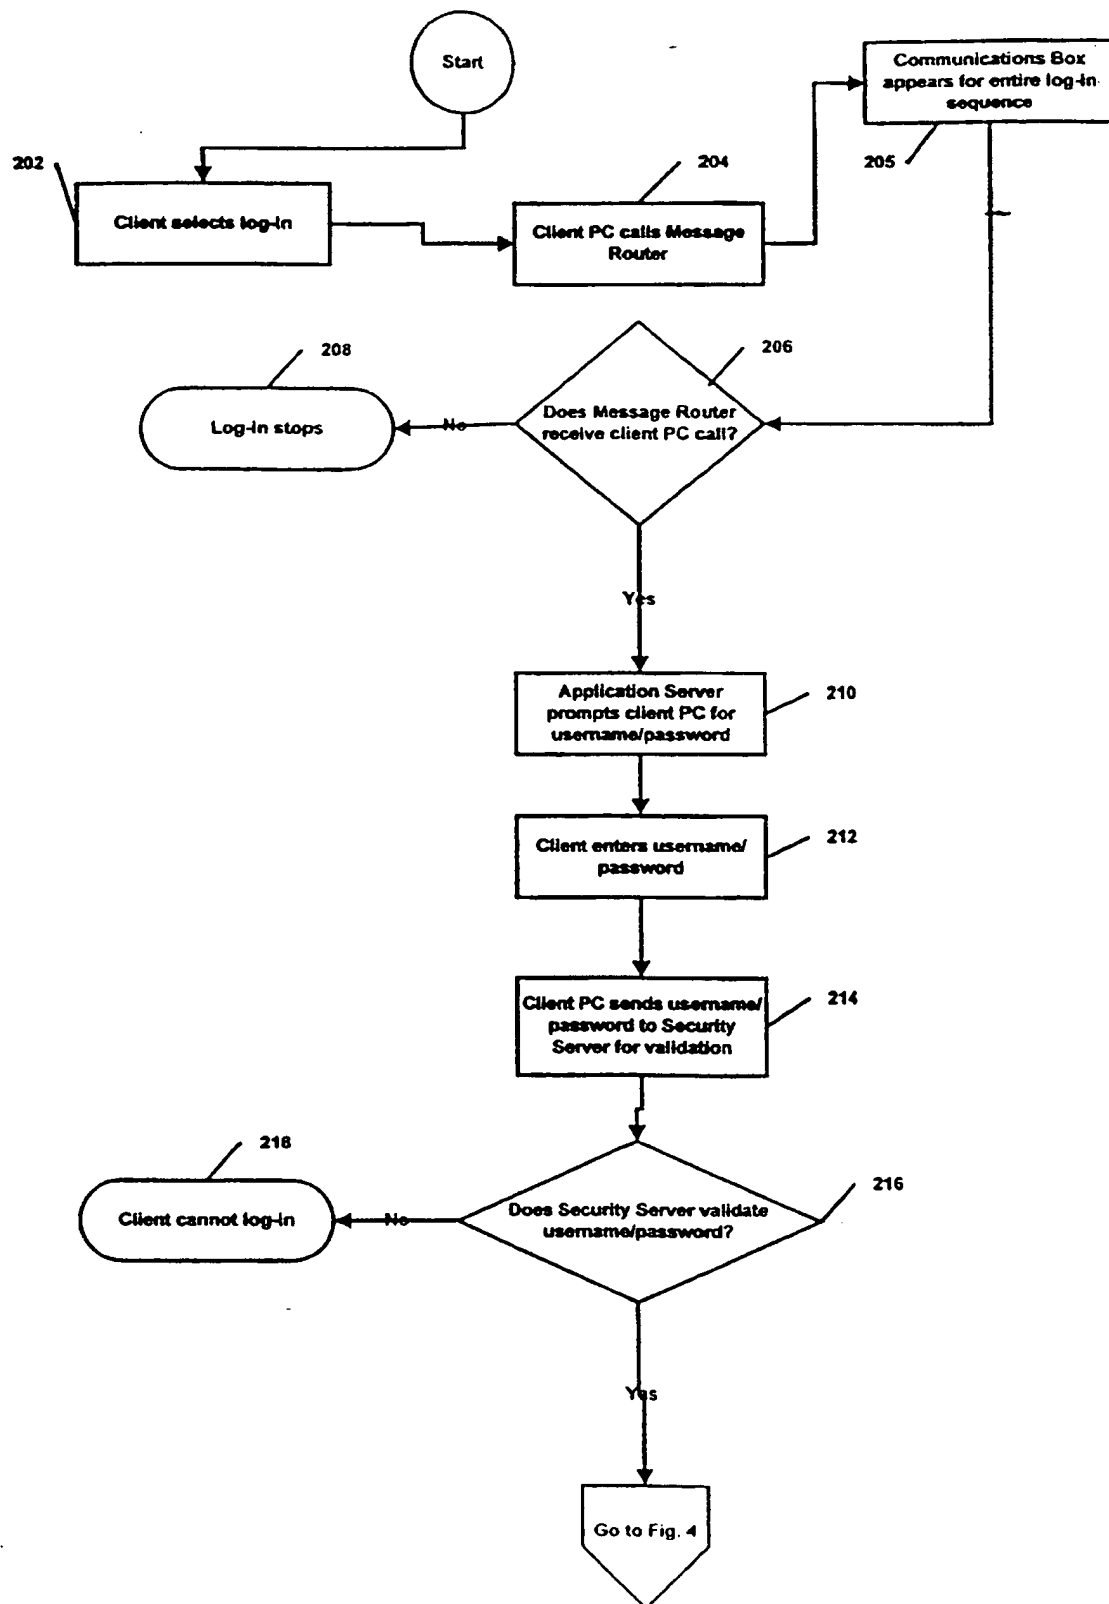 Start
Communications Box
appears for entire log-in
sequence
202
204
205
Client selects log-in
Client PC calls Message
Router
208
206
Does Message Router
receive client PC call?
No
Log-in stops
Yes
Application Server
prompts client PC for
username/password
210
Client enters username/
password
212
Client PC sends username/
password to Security
Server for validation
214
218
216
Does Security Server validate
username/password?
No
Client cannot log-in
Yes
Go to Fig. 4